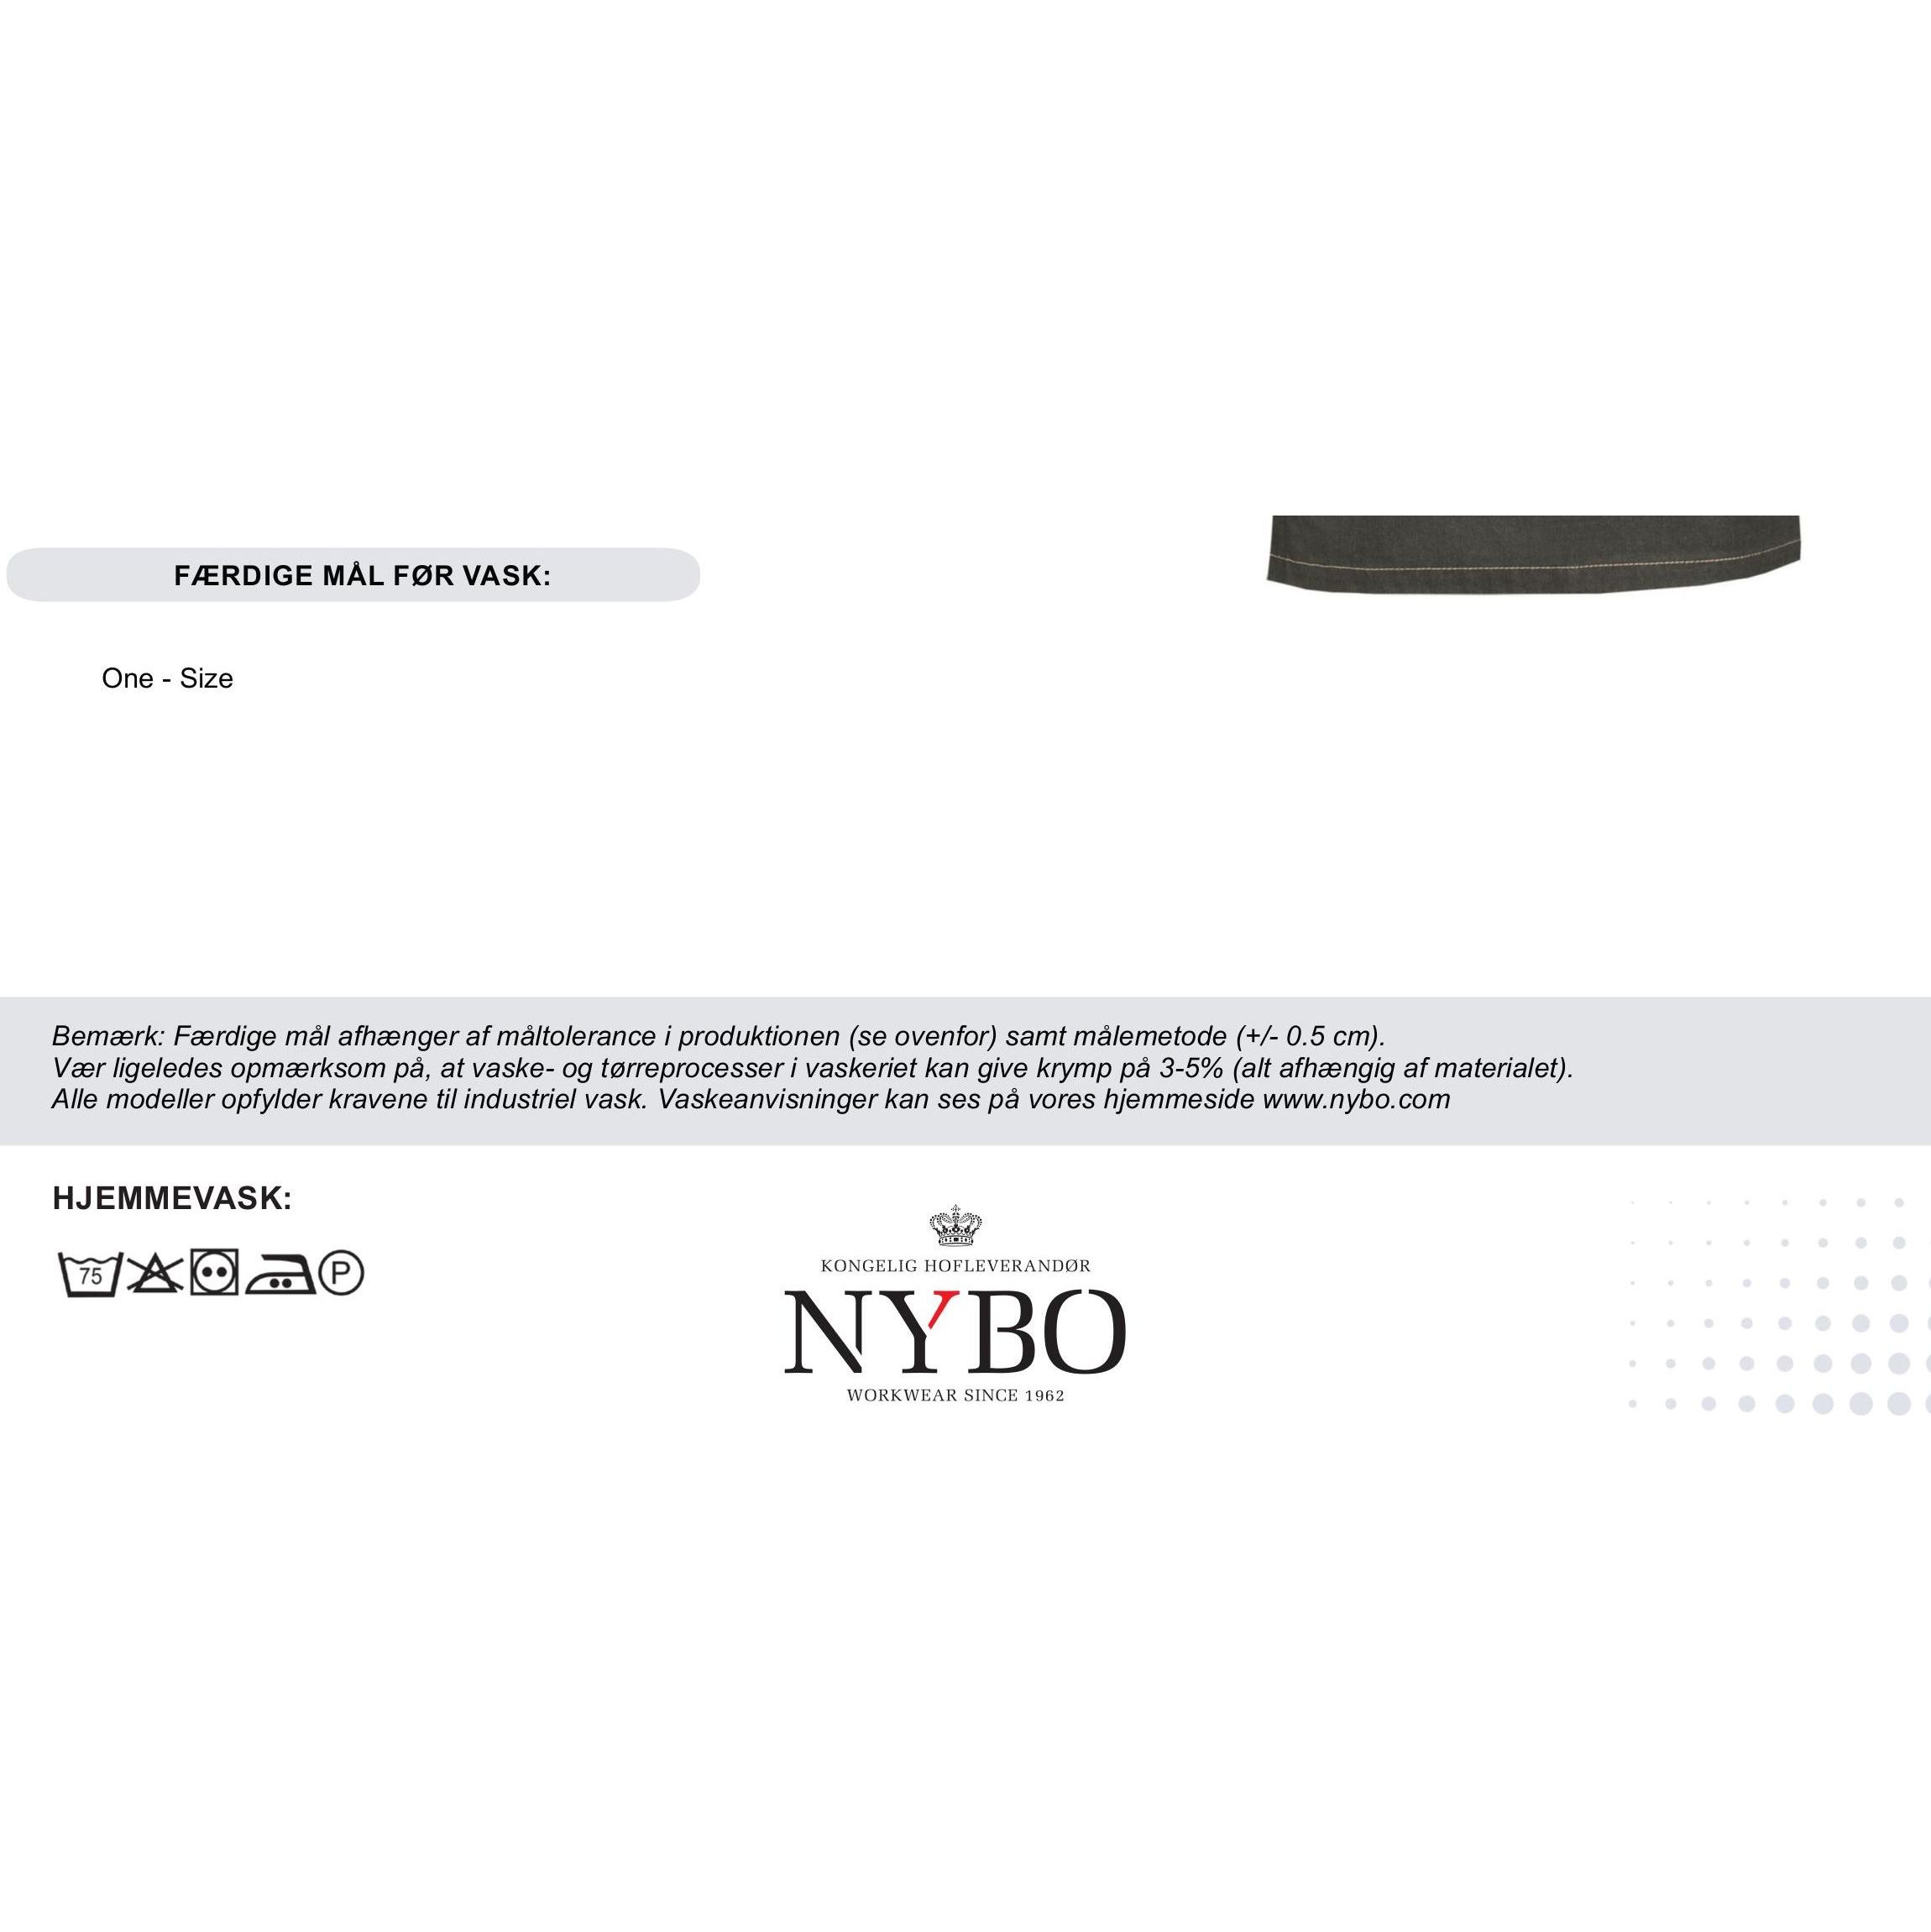 FÆRDIGE MÅL FØR VASK:
One - Size
Bemærk: Færdige mål afhænger af måltolerance i produktionen (se ovenfor) samt målemetode (+/- 0.5 cm).
Vær ligeledes opmærksom på, at vaske- og tørreprocesser i vaskeriet kan give krymp på 3-5% (alt afhængig af materialet).
Alle modeller opfylder kravene til industriel vask. Vaskeanvisninger kan ses på vores hjemmeside www.nybo.com
HJEMMEVASK:
75 P
KONGELIG HOFLEVERANDØR
NYBO
WORKWEAR SINCE 1962